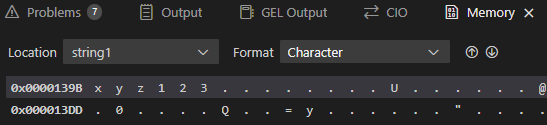 Problems 7 Output GEL Output CIO Memory
Location string1 Format Character
0x0000139B x y z 1 2 3 . . . . . . . . U . . . . . . @
0x000013DD . 0 . . . . Q . . = y . . . . . . " . . . .